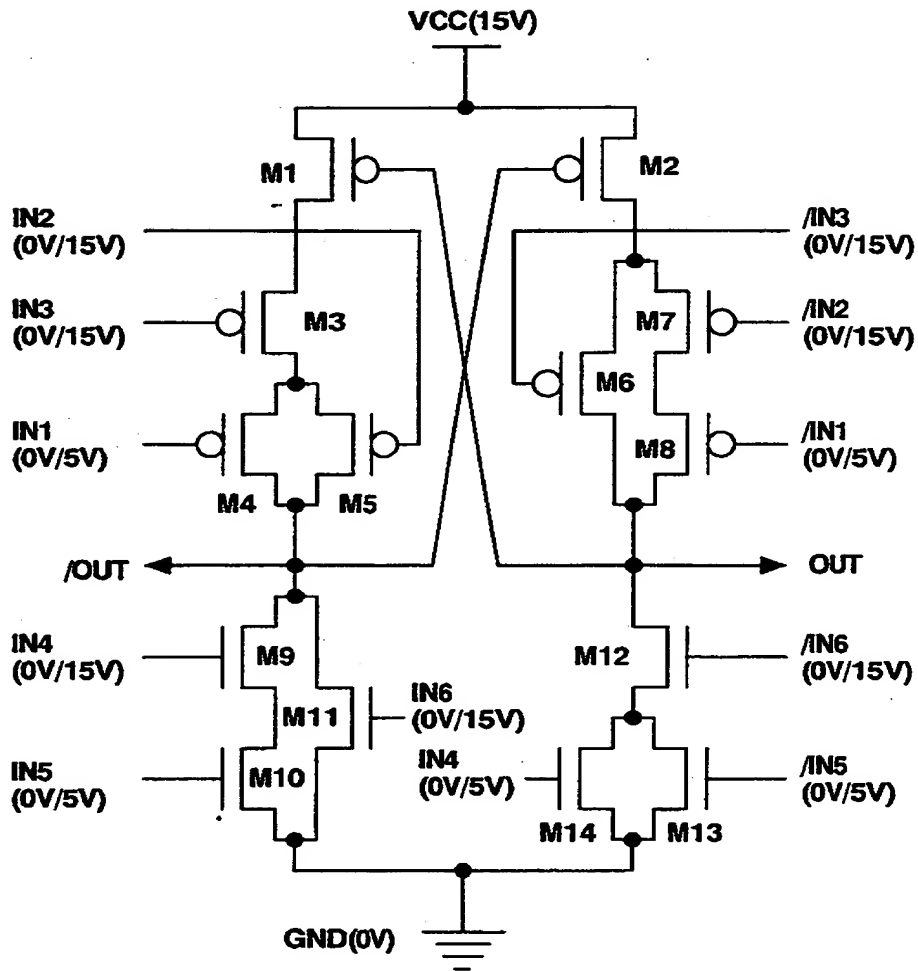 VCC(15V)
M1
M2
IN2
(0V/15V)
/IN3
(0V/15V)
IN3
(0V/15V)
M3
M7
/IN2
(0V/15V)
M6
IN1
(0V/5V)
M8
/IN1
(0V/5V)
M4
M5
/OUT
OUT
IN4
(0V/15V)
M9
M12
/IN6
(0V/15V)
M11
IN6
(0V/15V)
IN5
(0V/5V)
M10
IN4
(0V/5V)
/IN5
(0V/5V)
M14
M13
GND(0V)